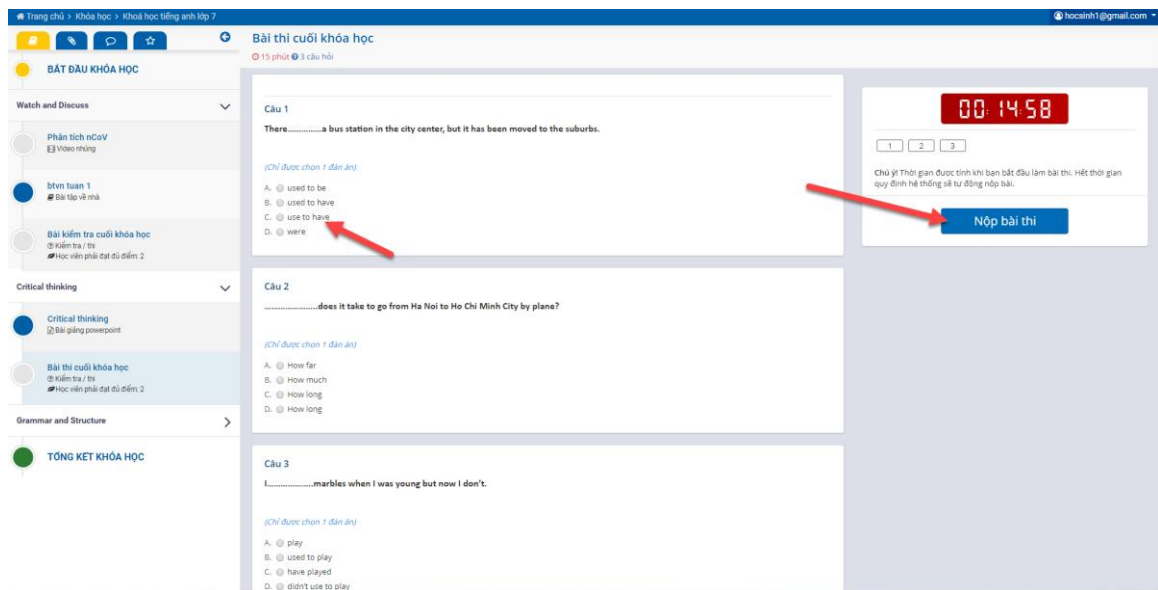 Trang chủ > Khóa học > Khoá học tiếng anh lớp 7
hocsinh1@gmail.com
BẮT ĐẦU KHÓA HỌC
Watch and Discuss
Phân tích nCoV
Video nhúng
btvn tuan 1
Bài tập về nhà
Bài kiểm tra cuối khóa học
Kiểm tra / thi
Học viên phải đạt đủ điểm: 2
Critical thinking
Critical thinking
Bài giảng powerpoint
Bài thi cuối khóa học
Kiểm tra / thi
Học viên phải đạt đủ điểm: 2
Grammar and Structure
TỔNG KẾT KHÓA HỌC
Bài thi cuối khóa học
15 phút 3 câu hỏi
Câu 1
There..............a bus station in the city center, but it has been moved to the suburbs.
(Chỉ được chọn 1 đán án)
A. used to be
B. used to have
C. use to have
D. were
Câu 2
......................does it take to go from Ha Noi to Ho Chi Minh City by plane?
(Chỉ được chọn 1 đán án)
A. How far
B. How much
C. How long
D. How long
Câu 3
I...................marbles when I was young but now I don't.
(Chỉ được chọn 1 đán án)
A. play
B. used to play
C. have played
D. didn't use to play
00:14:58
1 2 3
Chú ý! Thời gian được tính khi bạn bắt đầu làm bài thi. Hết thời gian
quy định hệ thống sẽ tự động nộp bài.
Nộp bài thi